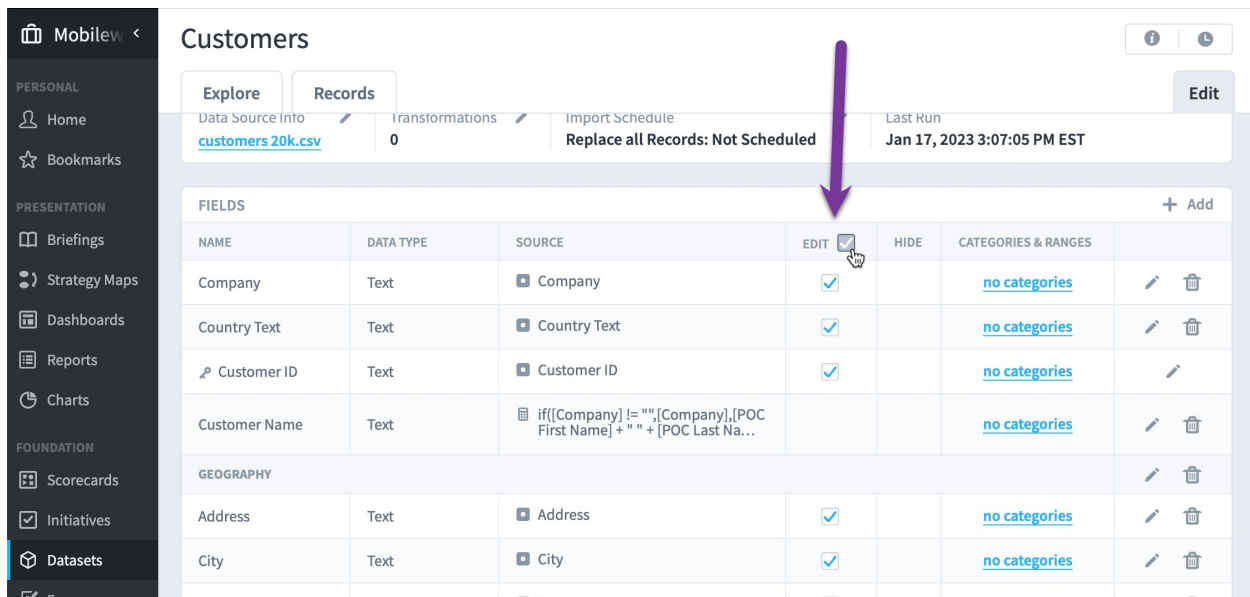 Mobilew
Customers
PERSONAL
Home
Bookmarks
PRESENTATION
Briefings
Strategy Maps
Dashboards
Reports
Charts
FOUNDATION
Scorecards
Initiatives
Datasets
Explore
Records
Edit
Data Source Info
Transformations
Import Schedule
Last Run
customers 20k.csv
0
Replace all Records: Not Scheduled
Jan 17, 2023 3:07:05 PM EST
FIELDS
+ Add
NAME DATA TYPE SOURCE EDIT HIDE CATEGORIES & RANGES
Company Text Company no categories
Country Text Text Country Text no categories
Customer ID Text Customer ID no categories
Customer Name Text if([Company] != "",[Company],[POC First Name] + " " + [POC Last Na… no categories
GEOGRAPHY
Address Text Address no categories
City Text City no categories